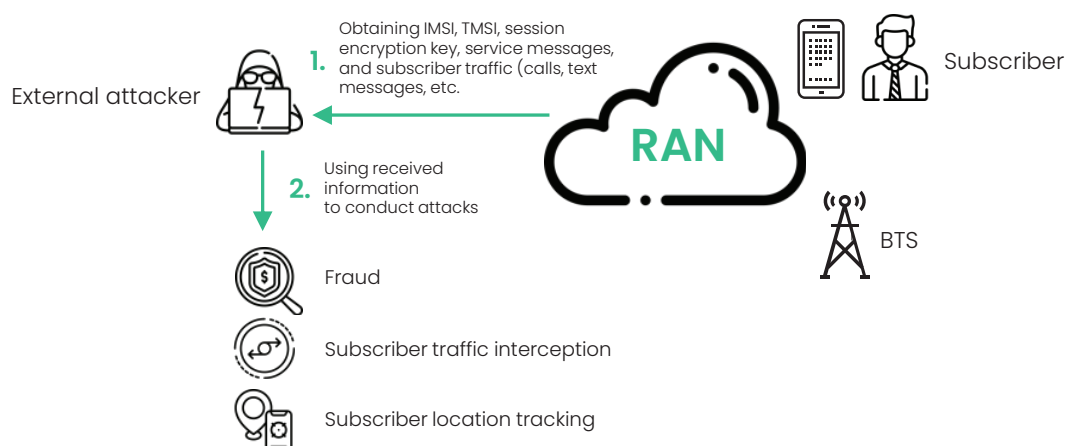 Obtaining IMSI, TMSI, session
encryption key, service messages,
1. and subscriber traffic (calls, text
messages, etc.
External attacker
RAN
Subscriber
Using received
2. information
to conduct attacks
BTS
Fraud
Subscriber traffic interception
Subscriber location tracking